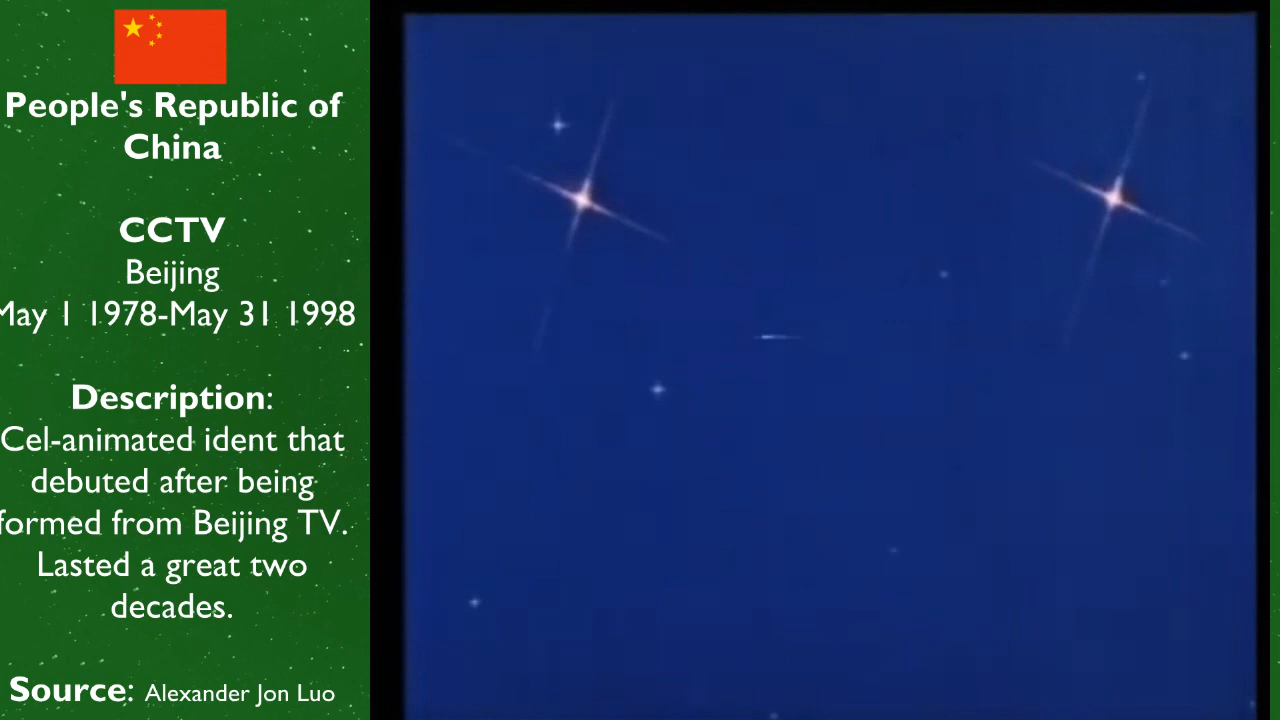 People's Republic of
China
CCTV
Beijing
May 1 1978-May 31 1998
Description:
Cel-animated ident that
debuted after being
formed from Beijing TV.
Lasted a great two
decades.
Source: Alexander Jon Luo